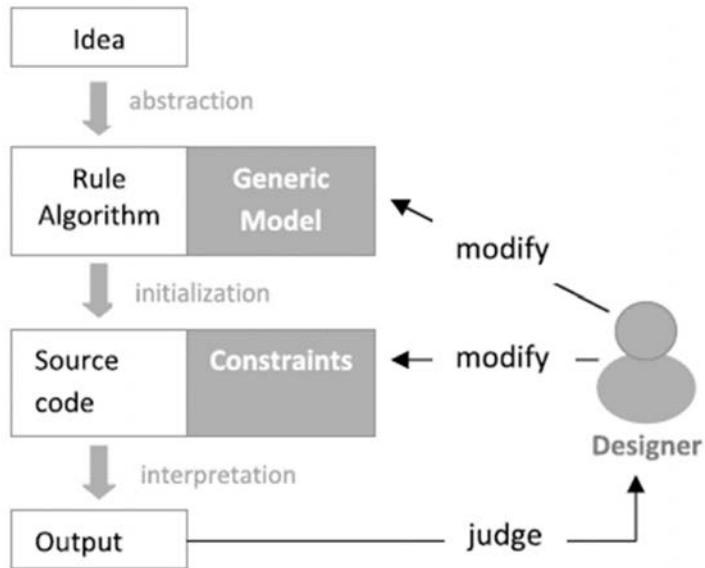 Idea
abstraction
Rule
Algorithm
Generic
Model
modify
initialization
Source
code
Constraints
modify
Designer
interpretation
Output
judge